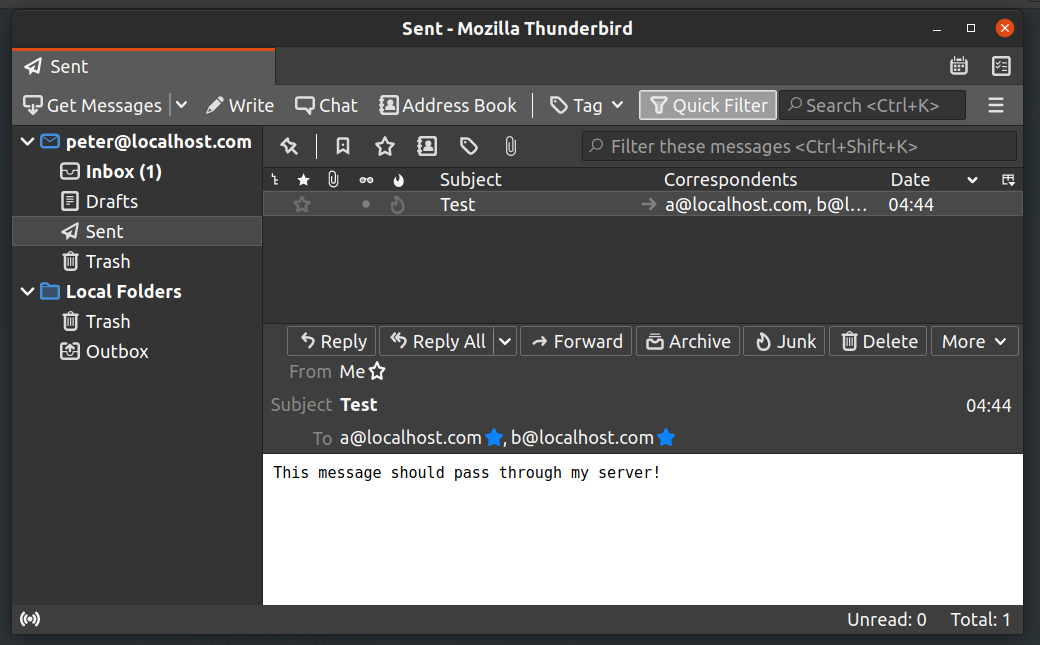 Sent - Mozilla Thunderbird
Sent
Get Messages Write Chat Address Book Tag Quick Filter Search <Ctrl+K>
peter@localhost.com
Filter these messages <Ctrl+Shift+K>
Inbox (1)
Subject Correspondents Date
Drafts
Test a@localhost.com, b@l... 04:44
Sent
Trash
Local Folders
Trash
Outbox
Reply Reply All Forward Archive Junk Delete More
From Me
Subject Test 04:44
To a@localhost.com, b@localhost.com
This message should pass through my server!
Unread: 0 Total: 1